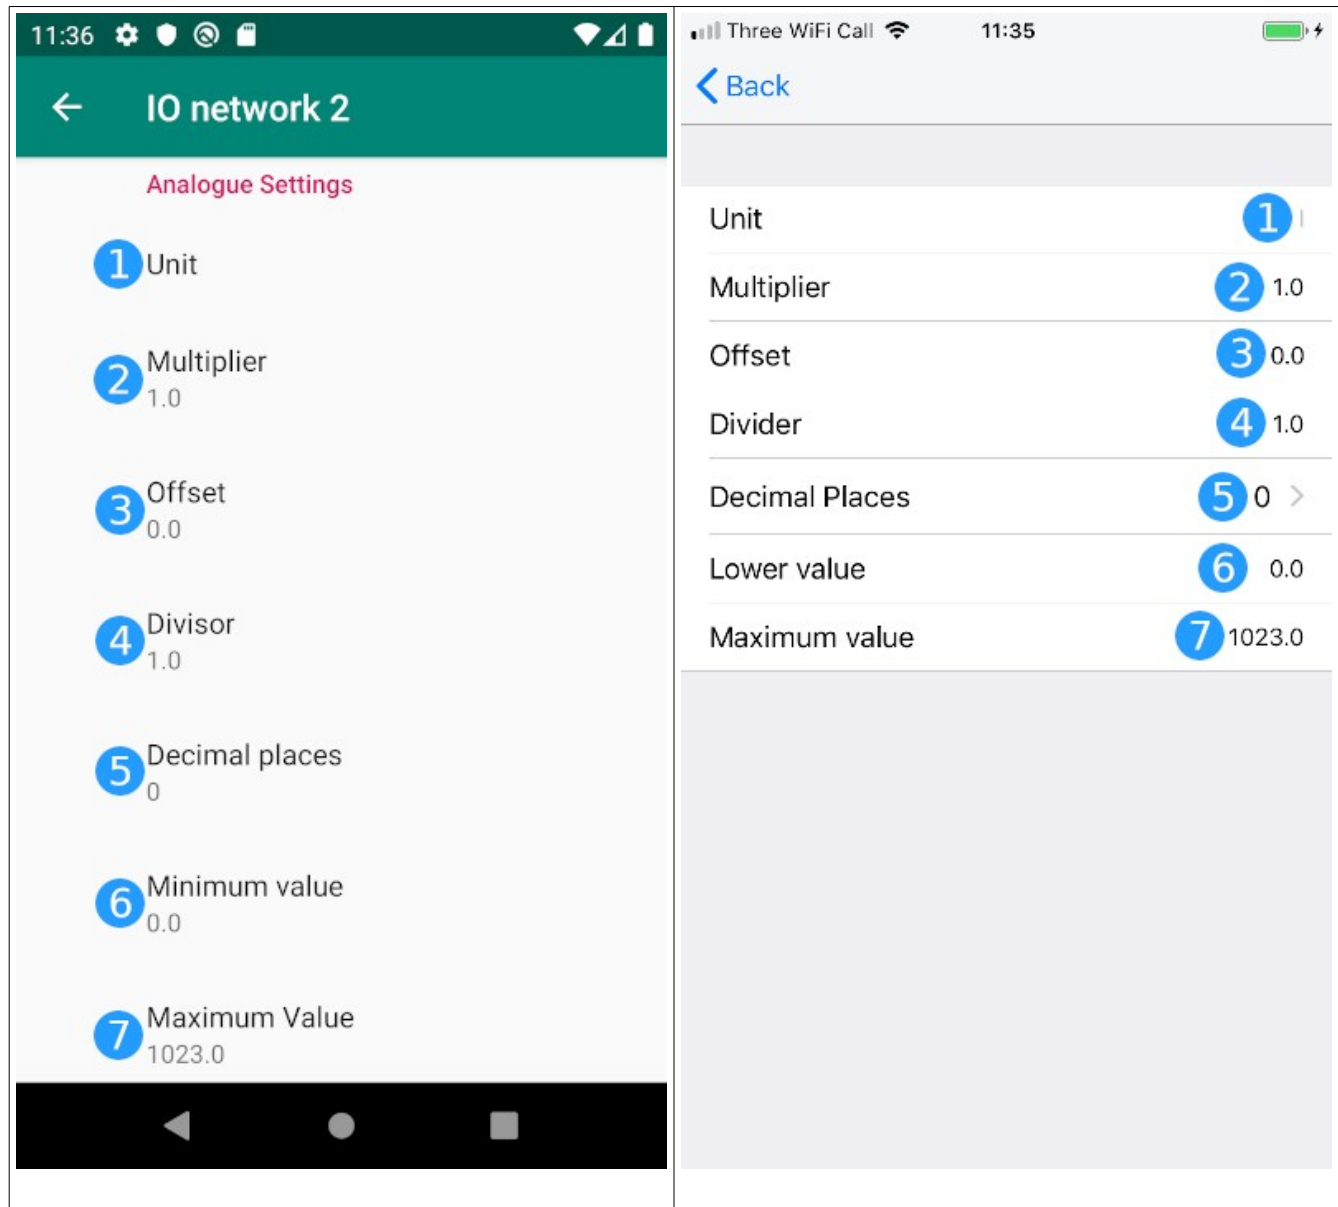 11:36
IO network 2
Analogue Settings
1 Unit
2 Multiplier
1.0
3 Offset
0.0
4 Divisor
1.0
5 Decimal places
0
6 Minimum value
0.0
7 Maximum Value
1023.0
Three WiFi Call 11:35
Back
Unit 1
Multiplier 2 1.0
Offset 3 0.0
Divider 4 1.0
Decimal Places 5 0
Lower value 6 0.0
Maximum value 7 1023.0